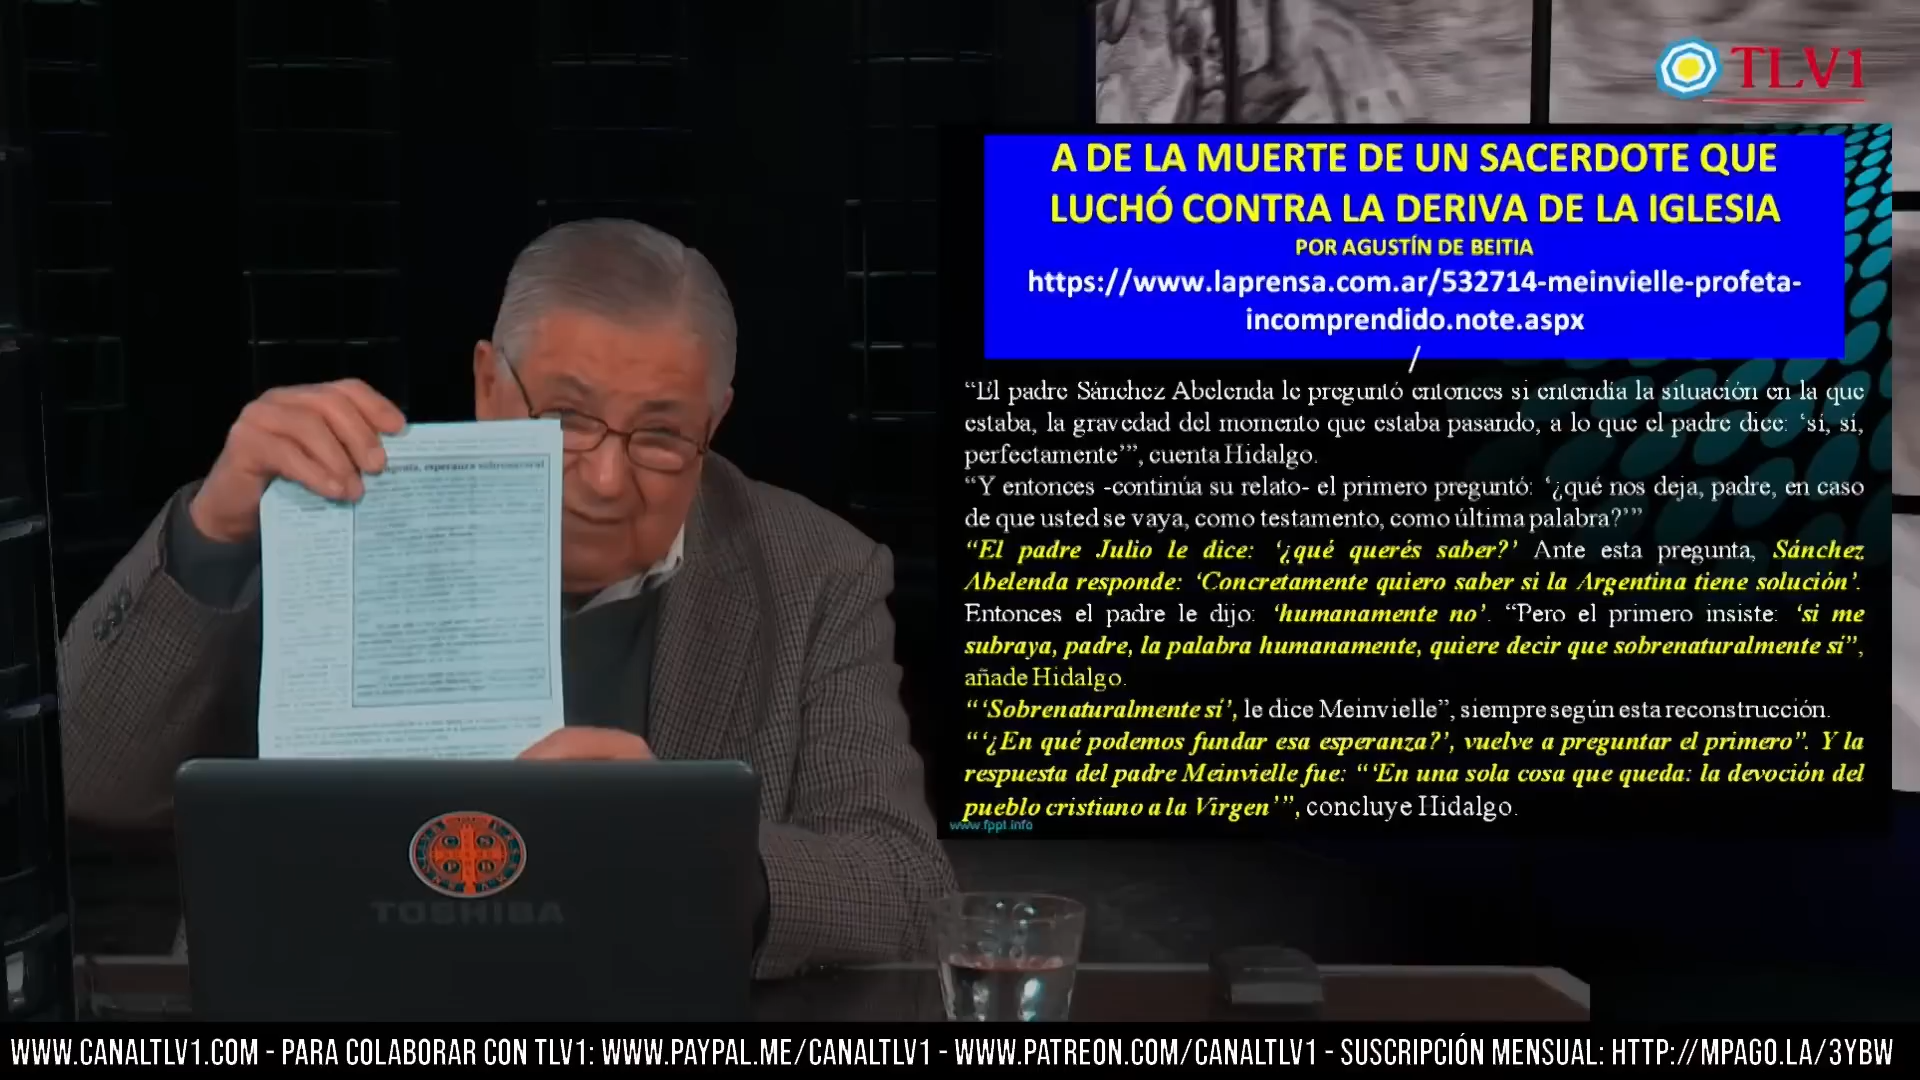 TLV1
A DE LA MUERTE DE UN SACERDOTE QUE
LUCHÓ CONTRA LA DERIVA DE LA IGLESIA
POR AGUSTÍN DE BEITIA
https://www.laprensa.com.ar/532714-meinvielle-profeta-
incomprendido.note.aspx
/
“El padre Sánchez Abelenda le preguntó entonces si entendía la situación en la que
estaba, la gravedad del momento que estaba pasando, a lo que el padre dice: ‘sí, sí,
perfectamente’”, cuenta Hidalgo.
“Y entonces -continúa su relato- el primero preguntó: ‘¿qué nos deja, padre, en caso
de que usted se vaya, como testamento, como última palabra?’”
“El padre Julio le dice: ‘¿qué querés saber?’ Ante esta pregunta, Sánchez
Abelenda responde: ‘Concretamente quiero saber si la Argentina tiene solución’.
Entonces el padre le dijo: ‘humanamente no’. “Pero el primero insiste: ‘si me
subraya, padre, la palabra humanamente, quiere decir que sobrenaturalmente sí”,
añade Hidalgo.
“‘Sobrenaturalmente sí’, le dice Meinvielle”, siempre según esta reconstrucción.
“‘¿En qué podemos fundar esa esperanza?’, vuelve a preguntar el primero”. Y la
respuesta del padre Meinvielle fue: “‘En una sola cosa que queda: la devoción del
pueblo cristiano a la Virgen’”, concluye Hidalgo.
www.fppt.info
esperanza sobrenatural
TOSHIBA
WWW.CANALTLV1.COM - PARA COLABORAR CON TLV1: WWW.PAYPAL.ME/CANALTLV1 - WWW.PATREON.COM/CANALTLV1 - SUSCRIPCIÓN MENSUAL: HTTP://MPAGO.LA/3YBW